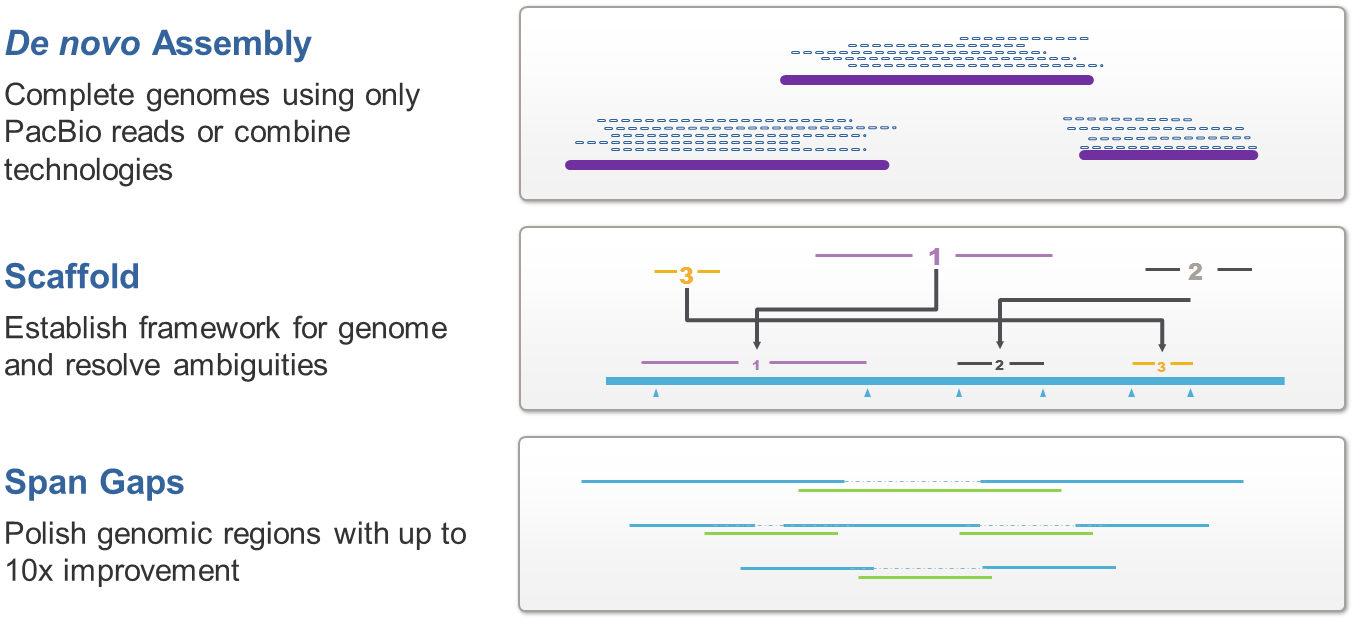 De novo Assembly
Complete genomes using only
PacBio reads or combine
technologies
Scaffold
Establish framework for genome
and resolve ambiguities
3 1 2
1 2 3
Span Gaps
Polish genomic regions with up to
10x improvement